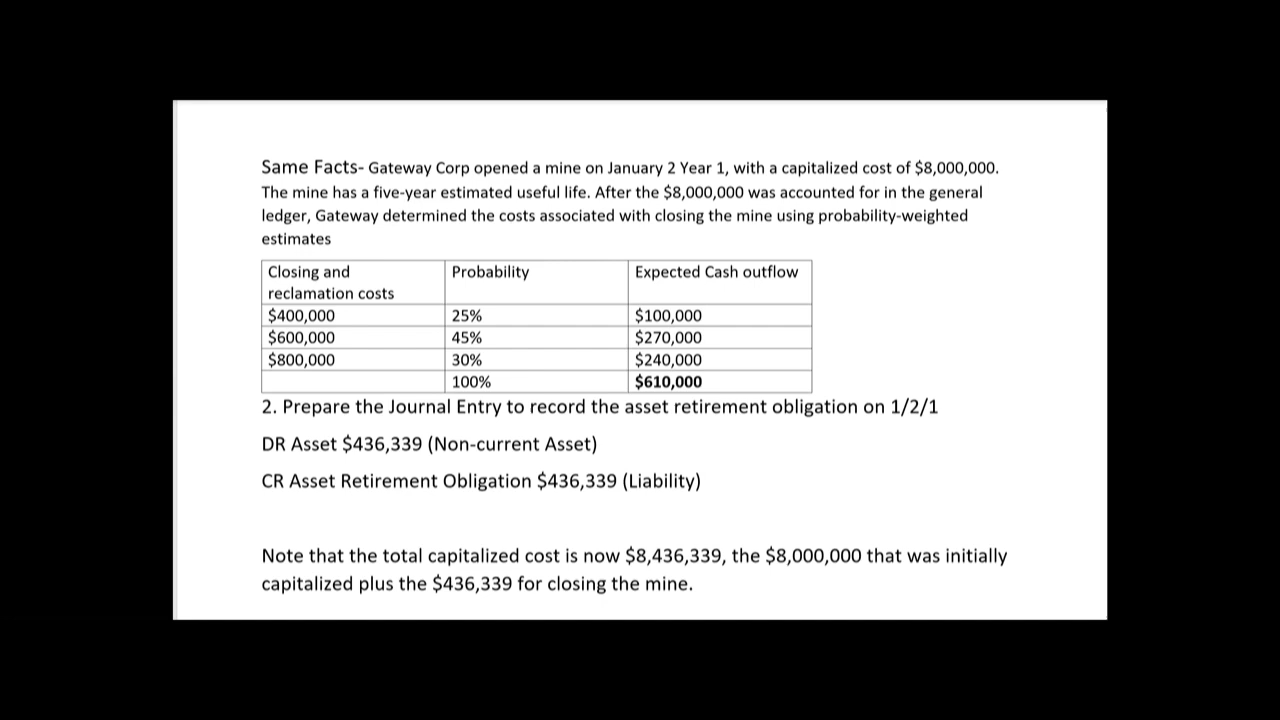 Same Facts- Gateway Corp opened a mine on January 2 Year 1, with a capitalized cost of $8,000,000.
The mine has a five-year estimated useful life. After the $8,000,000 was accounted for in the general
ledger, Gateway determined the costs associated with closing the mine using probability-weighted
estimates
Closing and reclamation costs Probability Expected Cash outflow
$400,000 25% $100,000
$600,000 45% $270,000
$800,000 30% $240,000
100% $610,000
2. Prepare the Journal Entry to record the asset retirement obligation on 1/2/1
DR Asset $436,339 (Non-current Asset)
CR Asset Retirement Obligation $436,339 (Liability)
Note that the total capitalized cost is now $8,436,339, the $8,000,000 that was initially
capitalized plus the $436,339 for closing the mine.